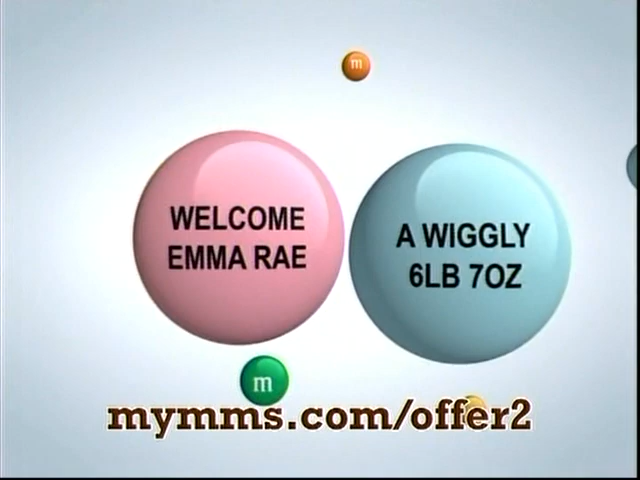 m
WELCOME
EMMA RAE
A WIGGLY
6LB 7OZ
m
mymms.com/offer2